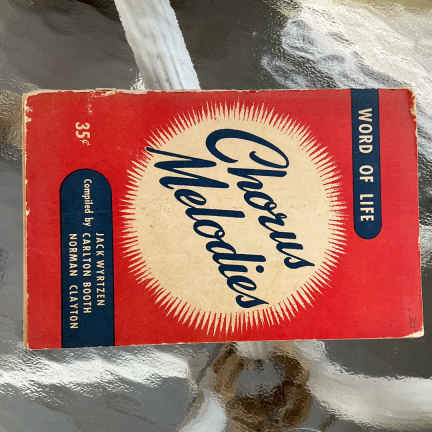 WORD OF LIFE
Chorus
Melodies
35¢
Compiled by
JACK WYRTZEN
CARLTON BOOTH
NORMAN CLAYTON